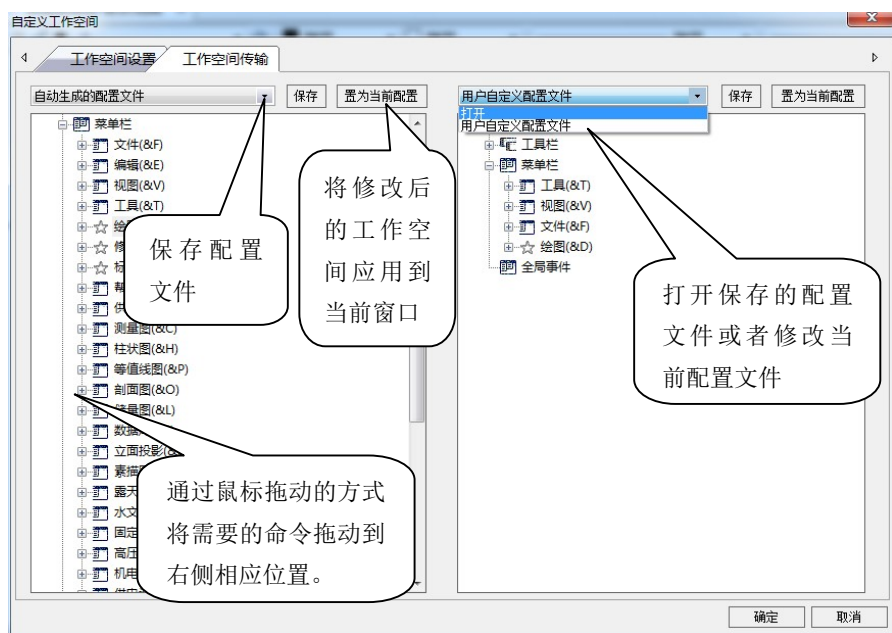 自定义工作空间
工作空间设置 工作空间传输
自动生成的配置文件 保存 置为当前配置 用户自定义配置文件 保存 置为当前配置
打开
用户自定义配置文件
菜单栏
文件(&F)
编辑(&E)
视图(&V)
工具(&T)
测量图(&C)
柱状图(&H)
等值线图(&P)
剖面图(&O)
工具栏
菜单栏
工具(&T)
视图(&V)
文件(&F)
绘图(&D)
全局事件
保存配置
文件
将修改后
的工作空
间应用到
当前窗口
打开保存的配置
文件或者修改当
前配置文件
通过鼠标拖动的方式
将需要的命令拖动到
右侧相应位置。
确定 取消